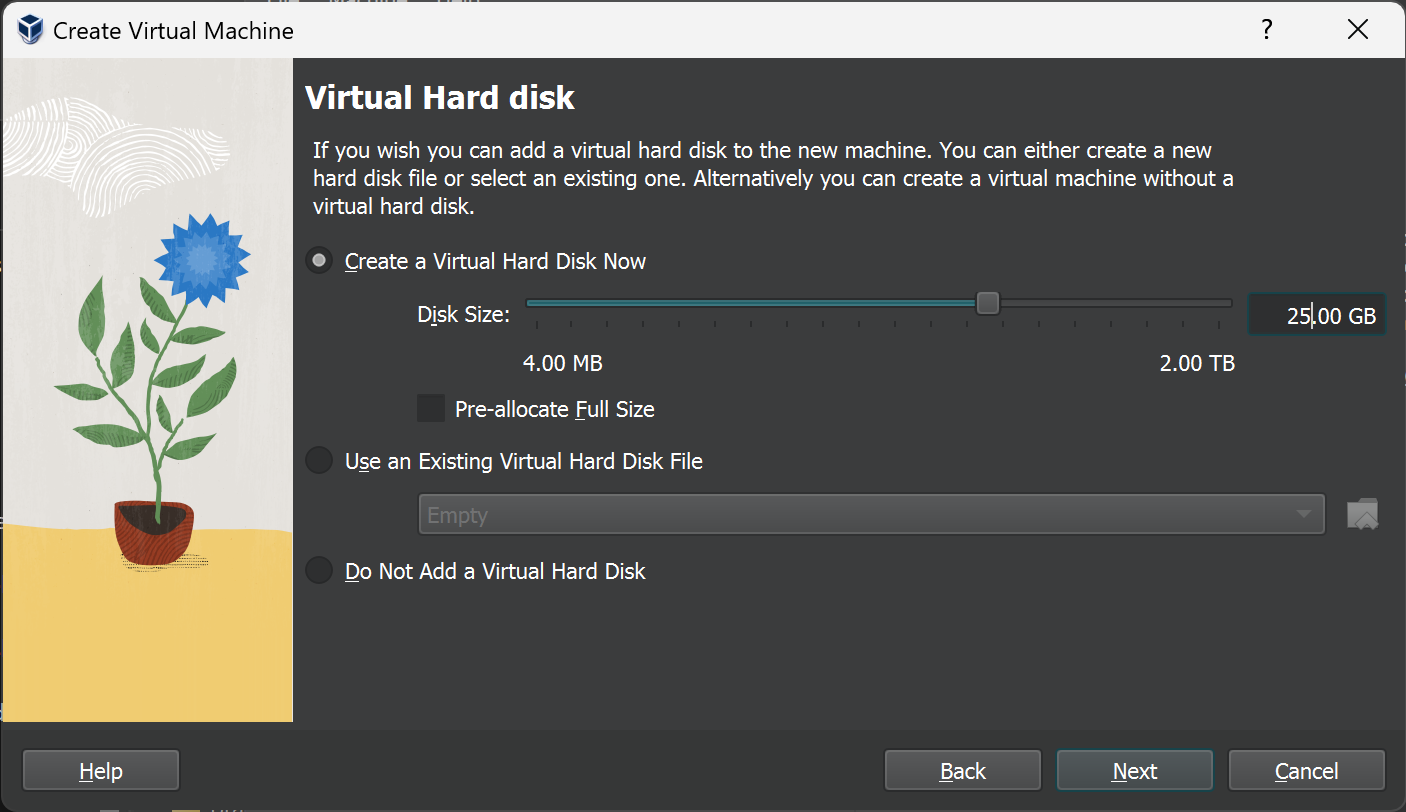 Create Virtual Machine
?
Virtual Hard disk
If you wish you can add a virtual hard disk to the new machine. You can either create a new
hard disk file or select an existing one. Alternatively you can create a virtual machine without a
virtual hard disk.
Create a Virtual Hard Disk Now
Disk Size:
25.00 GB
4.00 MB
2.00 TB
Pre-allocate Full Size
Use an Existing Virtual Hard Disk File
Empty
Do Not Add a Virtual Hard Disk
Help
Back
Next
Cancel